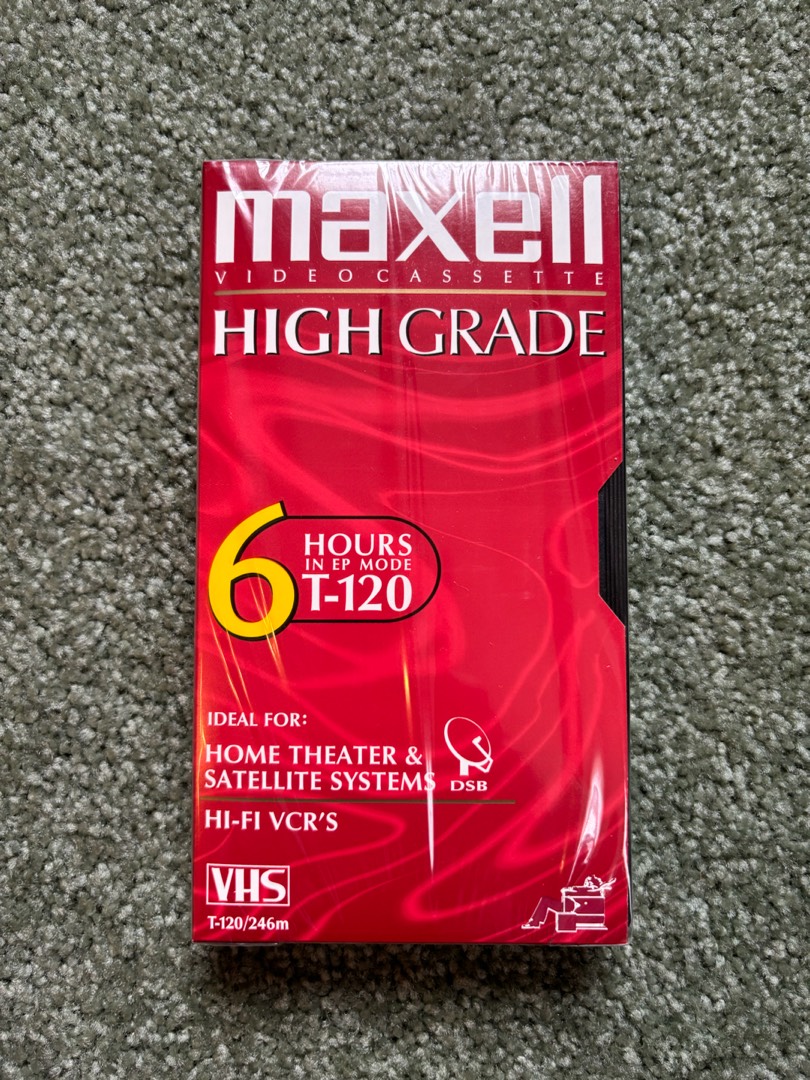 maxell
VIDEOCASSETTE
HIGH GRADE
6 HOURS
IN EP MODE
T-120
IDEAL FOR:
HOME THEATER &
SATELLITE SYSTEMS
DSB
HI-FI VCR'S
VHS
T-120/246m